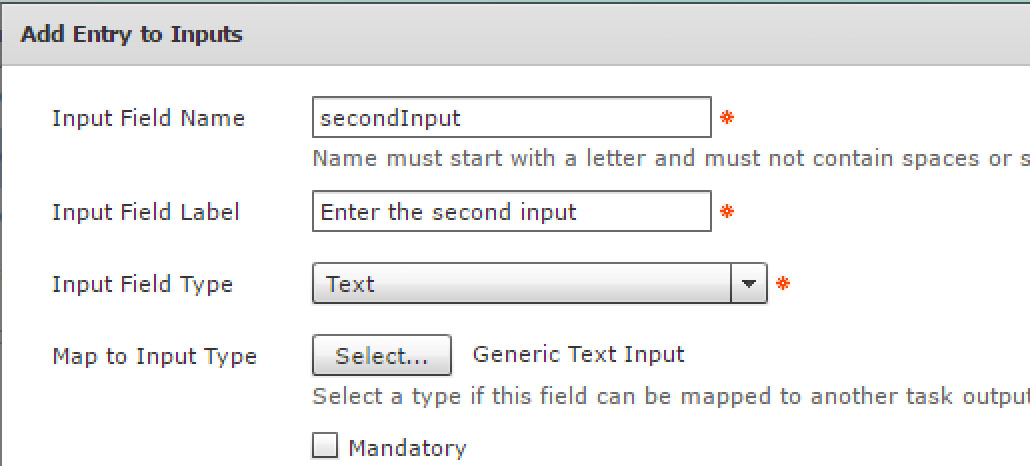 Add Entry to Inputs
Input Field Name secondInput
Name must start with a letter and must not contain spaces or s
Input Field Label Enter the second input
Input Field Type Text
Map to Input Type Select... Generic Text Input
Select a type if this field can be mapped to another task output
Mandatory